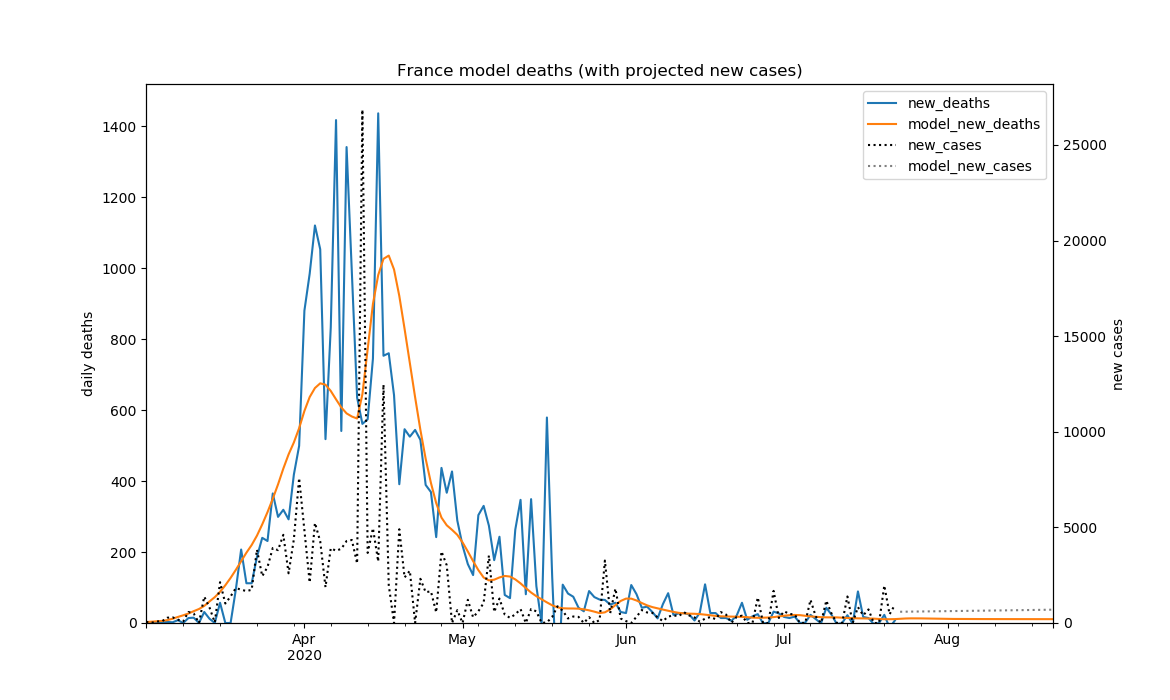 France model deaths (with projected new cases)
new_deaths
model_new_deaths
new_cases
model_new_cases
1400
1200
1000
800
600
400
200
0
daily deaths
25000
20000
15000
10000
5000
0
new cases
Apr
2020
May
Jun
Jul
Aug